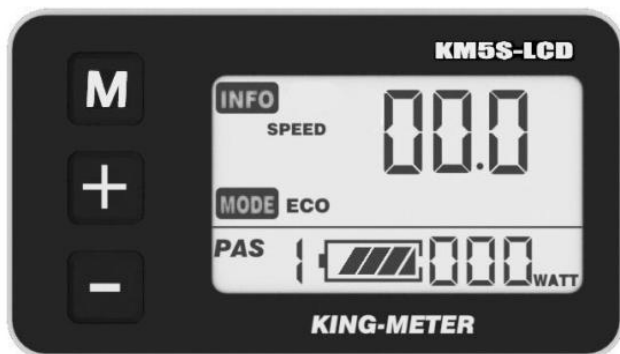 KM5S-LCD
M
INFO
SPEED
00.0
+
MODE ECO
PAS 1 000 WATT
-
KING-METER